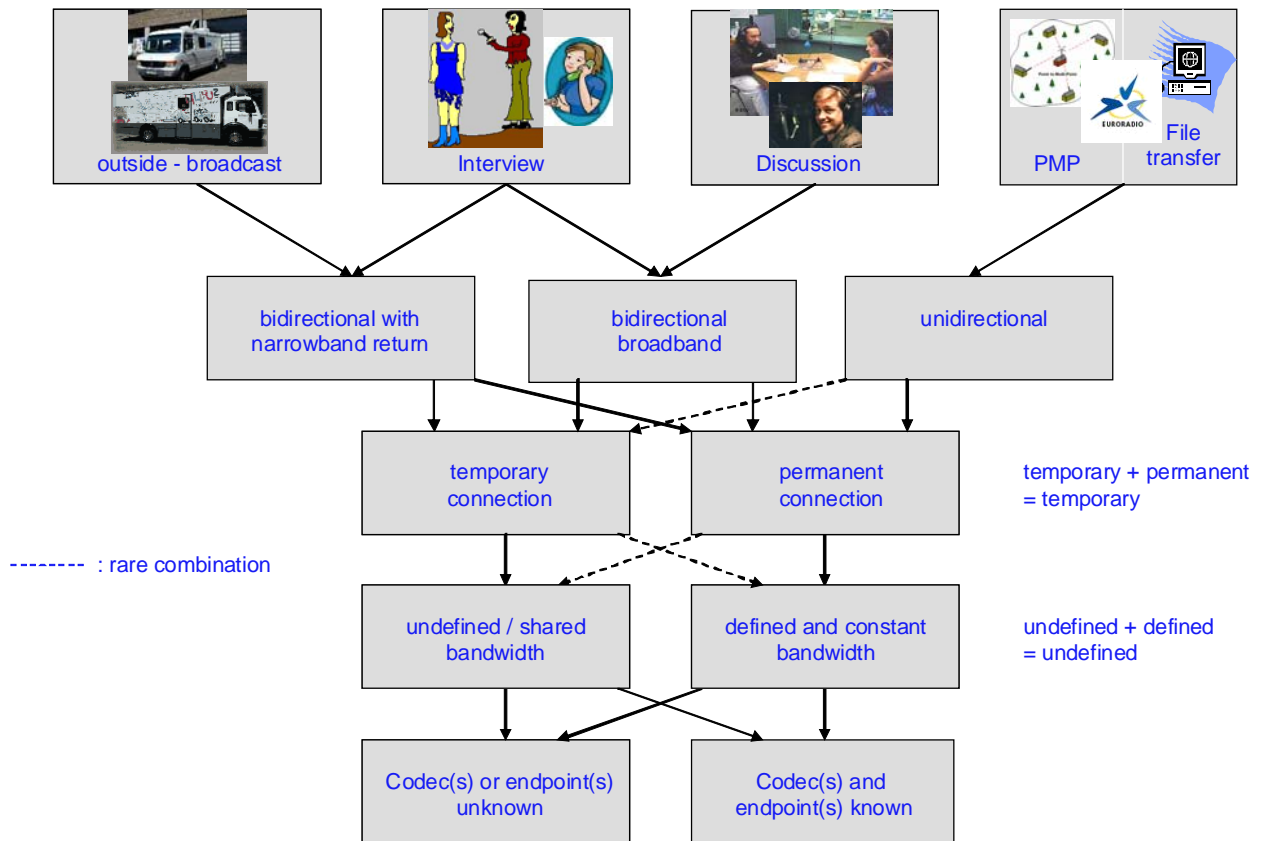 outside - broadcast
Interview
Discussion
EURORADIO
PMP
File
transfer
bidirectional with
narrowband return
bidirectional
broadband
unidirectional
temporary
connection
permanent
connection
temporary + permanent
= temporary
: rare combination
undefined / shared
bandwidth
defined and constant
bandwidth
undefined + defined
= undefined
Codec(s) or endpoint(s)
unknown
Codec(s) and
endpoint(s) known